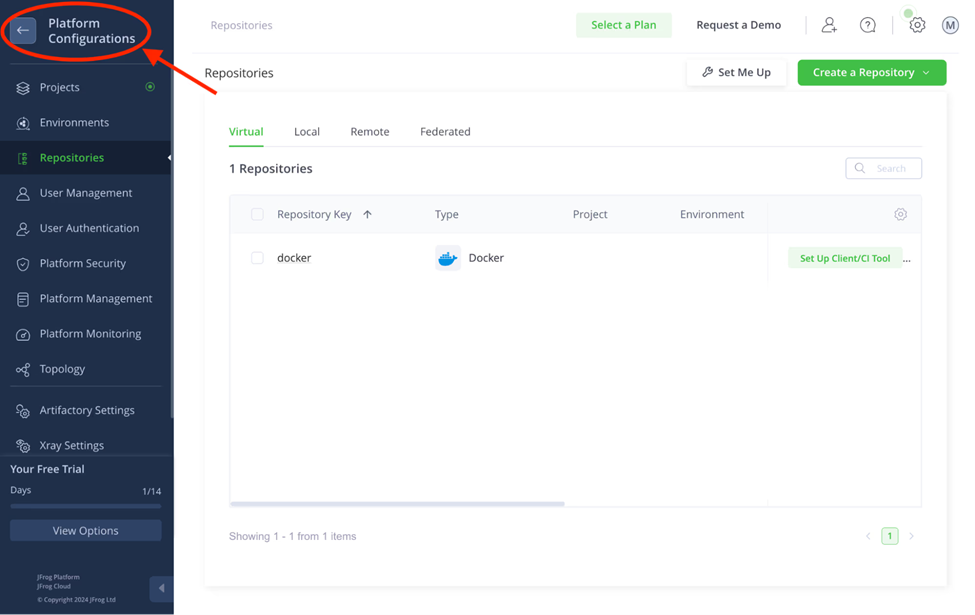 Platform
Configurations
Projects
Environments
Repositories
User Management
User Authentication
Platform Security
Platform Management
Platform Monitoring
Topology
Artifactory Settings
Xray Settings
Your Free Trial
Days 1/14
View Options
JFrog Platform
JFrog Cloud
© Copyright 2024 JFrog Ltd
Repositories Select a Plan Request a Demo M
Repositories Set Me Up Create a Repository
Virtual Local Remote Federated
1 Repositories Search
Repository Key Type Project Environment
docker Docker Set Up Client/CI Tool ...
Showing 1 - 1 from 1 items 1